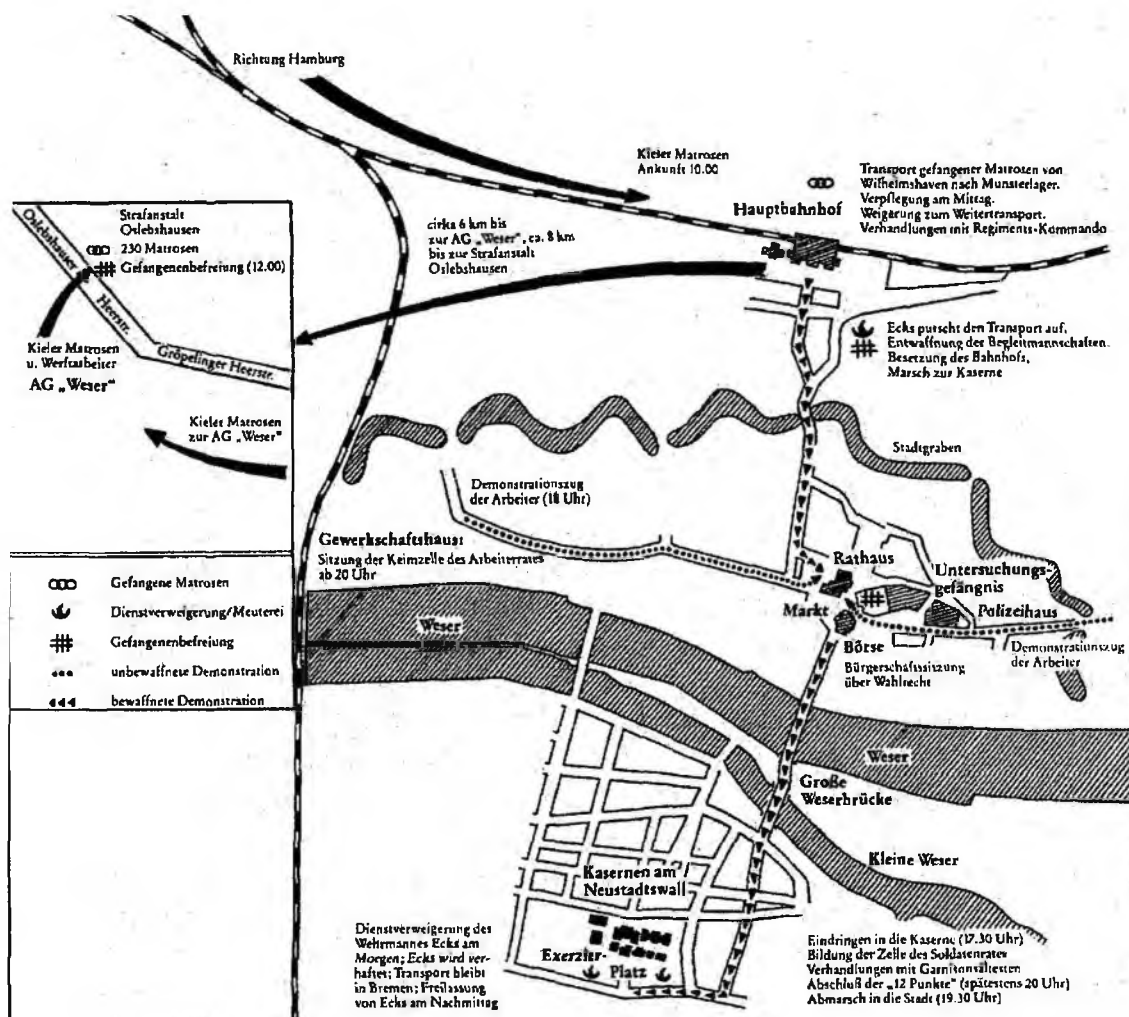 Richtung Hamburg
Kieler Matrosen
Ankunft 10.00
Transport gefangener Matrosen von
Wilhelmshaven nach Munsterlager.
Verpflegung am Mittag.
Weigerung zum Weitertransport.
Verhandlungen mit Regiments-Kommando
Hauptbahnhof
Strafanstalt
Oslebshausen
230 Matrosen
Gefangenenbefreiung (12.00)
Oslebshauser
Heerstr.
Gröpelinger Heerstr.
Kieler Matrosen
u. Werftarbeiter
AG „Weser"
cirka 6 km bis
zur AG „Weser", ca. 8 km
bis zur Strafanstalt
Oslebshausen
Ecks putscht den Transport auf,
Entwaffnung der Begleitmannschaften.
Besetzung des Bahnhofs,
Marsch zur Kaserne
Kieler Matrosen
zur AG „Weser"
Stadtgraben
Demonstrationszug
der Arbeiter (18 Uhr)
Gewerkschaftshaus:
Sitzung der Keimzelle des Arbeiterrates
ab 20 Uhr
Rathaus
Untersuchungs-
gefängnis
Markt
Polizeihaus
Börse
Bürgerschaftssitzung
über Wahlrecht
Demonstrationszug
der Arbeiter
Gefangene Matrosen
Dienstverweigerung/Meuterei
Gefangenenbefreiung
unbewaffnete Demonstration
bewaffnete Demonstration
Weser
Weser
Große
Weserbrücke
Kleine Weser
Kasernen am
Neustadtswall
Exerzier-
Platz
Dienstverweigerung des
Wehrmannes Ecks am
Morgen; Ecks wird ver-
haftet; Transport bleibt
in Bremen; Freilassung
von Ecks am Nachmittag
Eindringen in die Kaserne (17.30 Uhr)
Bildung der Zelle des Soldatenrates
Verhandlungen mit Garnisonsältesten
Abschluß der „12 Punkte" (spätestens 20 Uhr)
Abmarsch in die Stadt (19.30 Uhr)